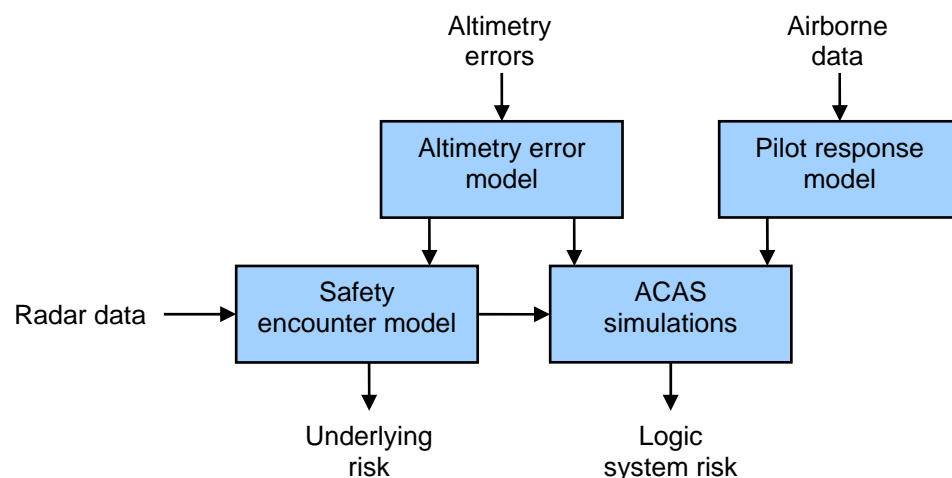 Altimetry
errors
Airborne
data
Altimetry error
model
Pilot response
model
Radar data
Safety
encounter model
ACAS
simulations
Underlying
risk
Logic
system risk